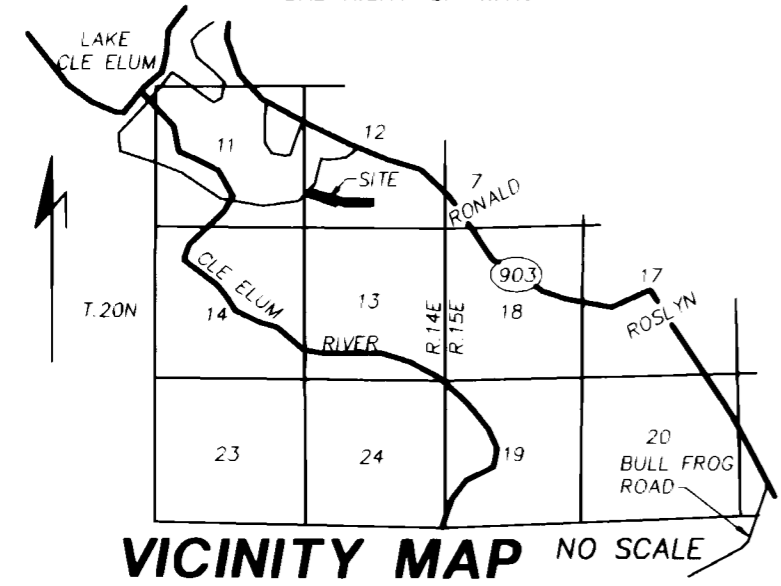 LAKE
CLE ELUM
12
11
7
SITE
RONALD
903
17
CLE ELUM
T.20N
14
13
R.14E
R.15E
18
ROSLYN
RIVER
23
24
19
20
BULL FROG
ROAD
VICINITY MAP NO SCALE